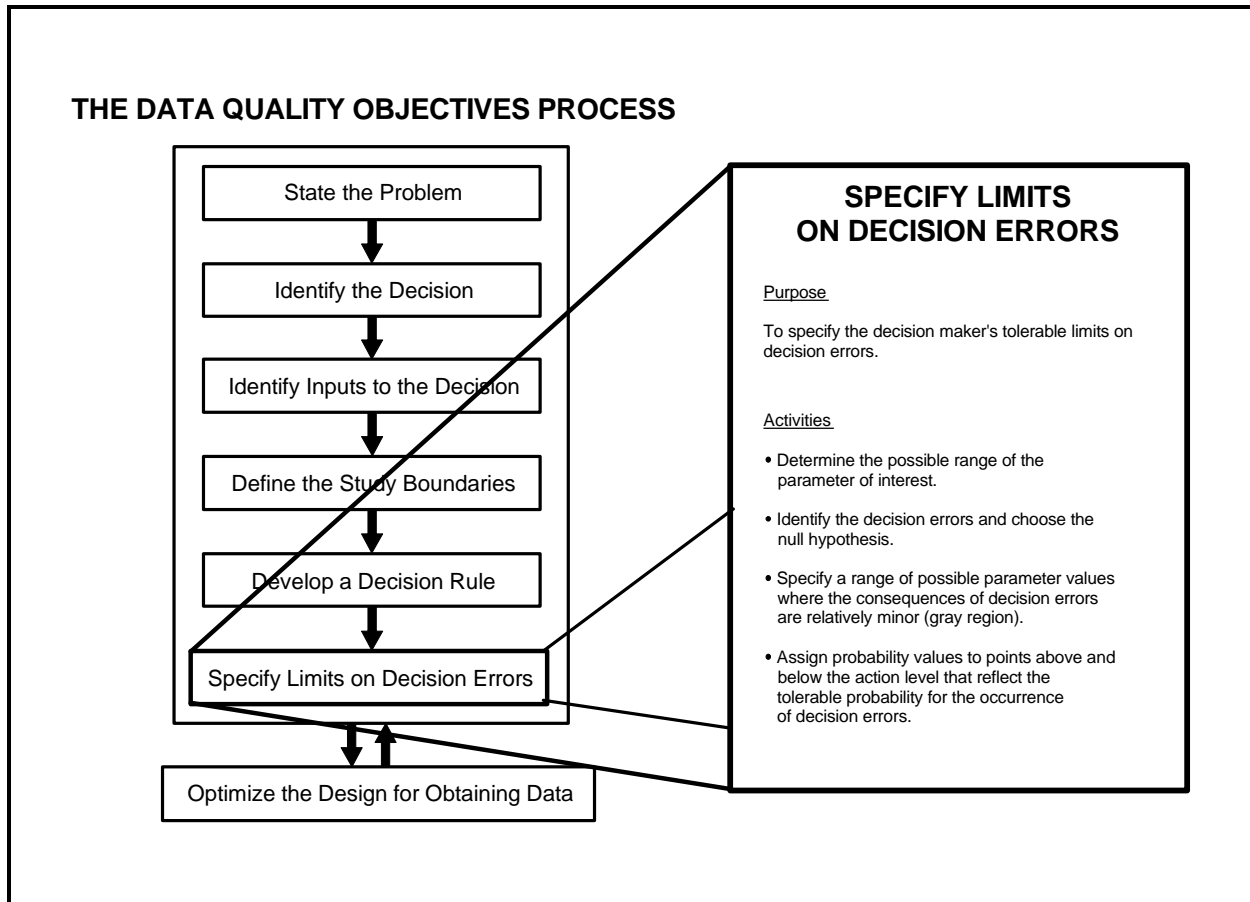 THE DATA QUALITY OBJECTIVES PROCESS
State the Problem
Identify the Decision
Identify Inputs to the Decision
Define the Study Boundaries
Develop a Decision Rule
Specify Limits on Decision Errors
Optimize the Design for Obtaining Data
SPECIFY LIMITS
ON DECISION ERRORS
Purpose
To specify the decision maker's tolerable limits on
decision errors.
Activities
• Determine the possible range of the
parameter of interest.
• Identify the decision errors and choose the
null hypothesis.
• Specify a range of possible parameter values
where the consequences of decision errors
are relatively minor (gray region).
• Assign probability values to points above and
below the action level that reflect the
tolerable probability for the occurrence
of decision errors.